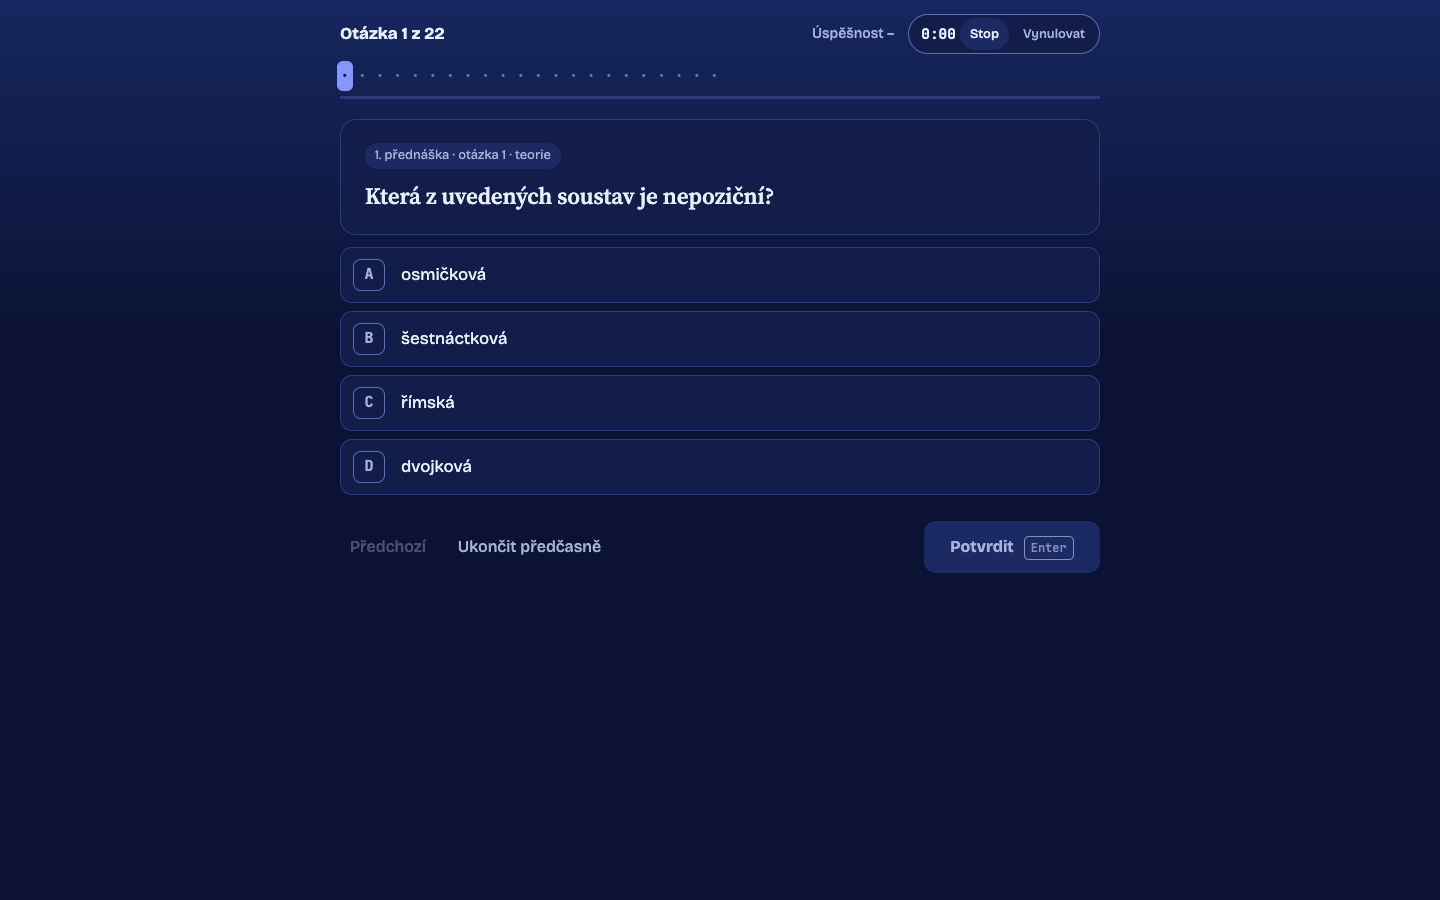 Otázka 1 z 22
Úspěšnost –
0:00 Stop Vynulovat
1. přednáška · otázka 1 · teorie
Která z uvedených soustav je nepoziční?
A osmičková
B šestnáctková
C římská
D dvojková
Předchozí Ukončit předčasně Potvrdit Enter